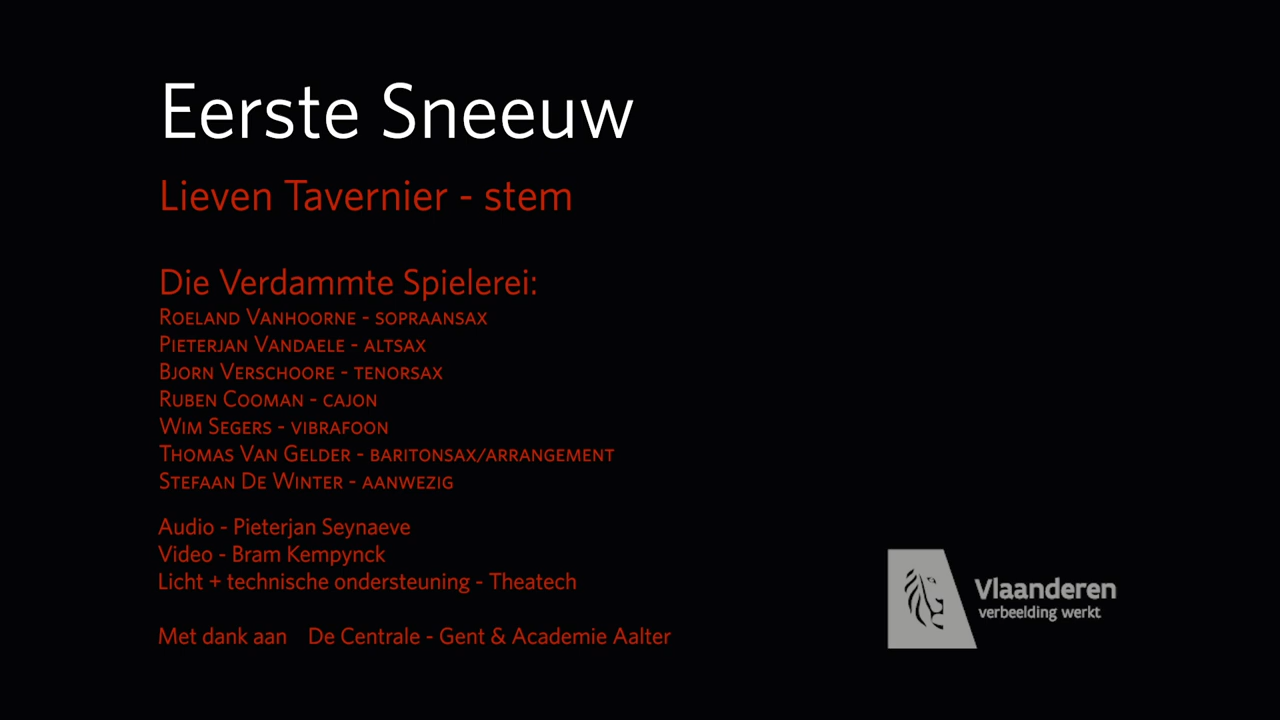 Eerste Sneeuw
Lieven Tavernier - stem
Die Verdammte Spielerei:
Roeland Vanhoorne - sopraansax
Pieterjan Vandaele - altsax
Bjorn Verschoore - tenorsax
Ruben Cooman - cajon
Wim Segers - vibrafoon
Thomas Van Gelder - baritonsax/arrangement
Stefaan De Winter - aanwezig
Audio - Pieterjan Seynaeve
Video - Bram Kempynck
Licht + technische ondersteuning - Theatech
Met dank aan De Centrale - Gent & Academie Aalter
Vlaanderen
verbeelding werkt